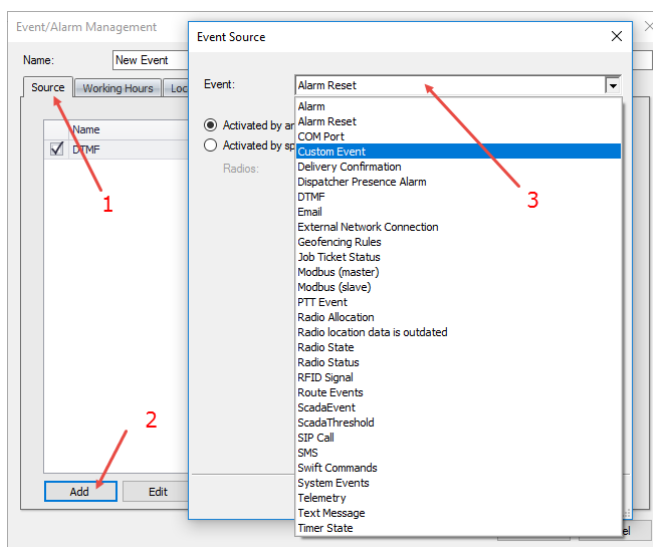 Event/Alarm Management
Name: New Event
Source Working Hours Loc
Name
DTMF
1
2
Add Edit
Event Source
Event: Alarm Reset
Activated by ar
Activated by sp
Radios:
Alarm
Alarm Reset
COM Port
Custom Event
Delivery Confirmation
Dispatcher Presence Alarm
DTMF
Email
External Network Connection
Geofencing Rules
Job Ticket Status
Modbus (master)
Modbus (slave)
PTT Event
Radio Allocation
Radio location data is outdated
Radio State
Radio Status
RFID Signal
Route Events
ScadaEvent
ScadaThreshold
SIP Call
SMS
Swift Commands
System Events
Telemetry
Text Message
Timer State
3
el